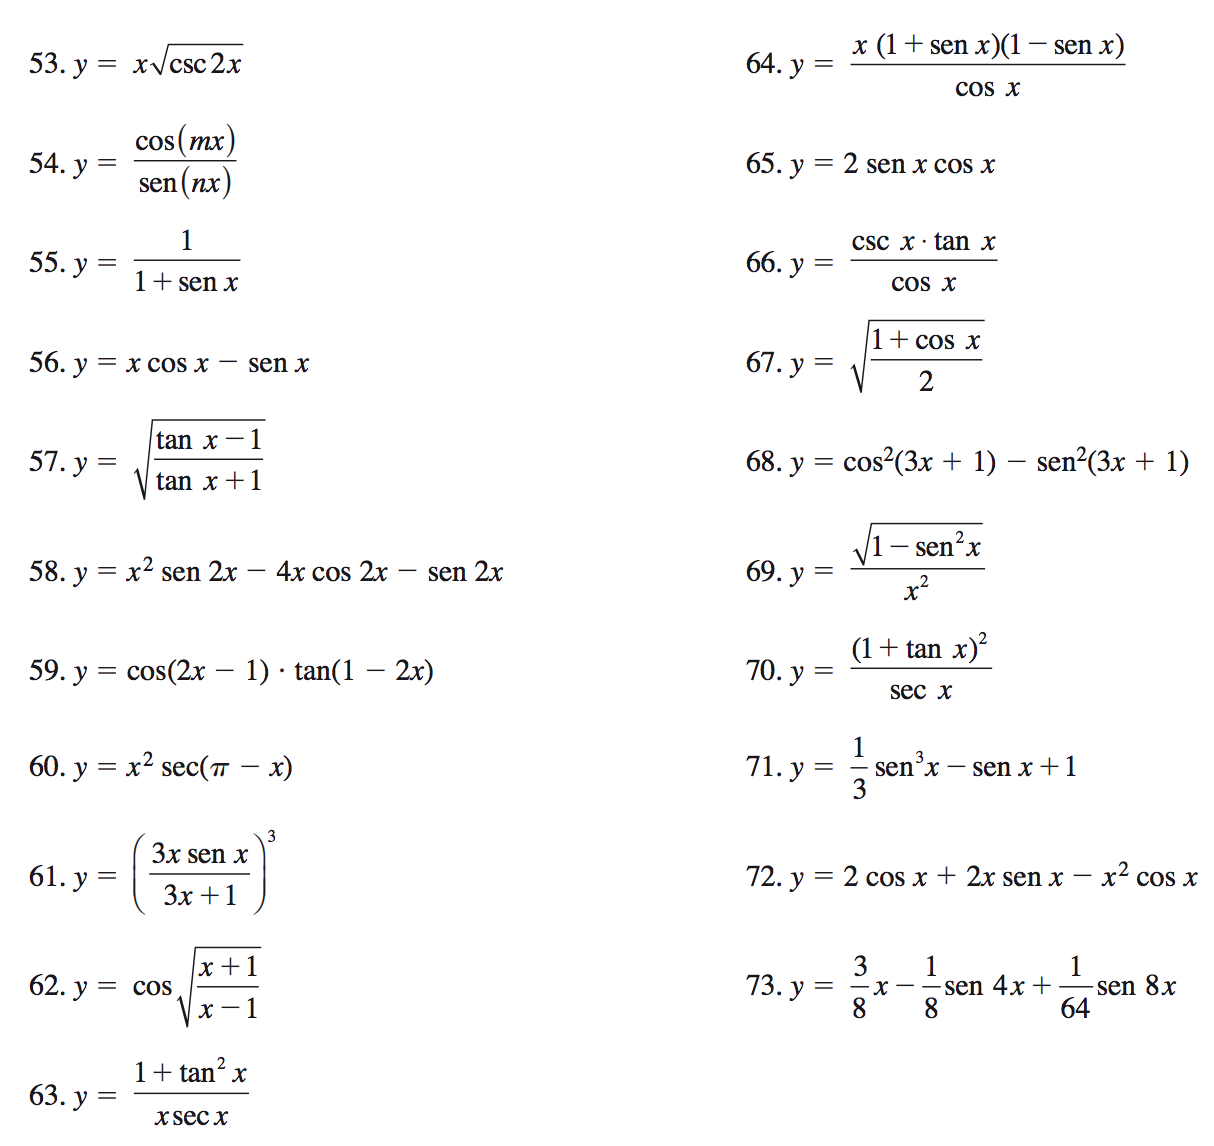 53. y = x√(csc 2x)
54. y = cos(mx) / sen(nx)
55. y = 1 / (1 + sen x)
56. y = x cos x − sen x
57. y = √((tan x − 1) / (tan x + 1))
58. y = x² sen 2x − 4x cos 2x − sen 2x
59. y = cos(2x − 1) · tan(1 − 2x)
60. y = x² sec(π − x)
61. y = (3x sen x / (3x + 1))³
62. y = cos √((x + 1) / (x − 1))
63. y = (1 + tan² x) / (x sec x)
64. y = x (1 + sen x)(1 − sen x) / cos x
65. y = 2 sen x cos x
66. y = csc x · tan x / cos x
67. y = √((1 + cos x) / 2)
68. y = cos²(3x + 1) − sen²(3x + 1)
69. y = √(1 − sen² x) / x²
70. y = (1 + tan x)² / sec x
71. y = 1/3 sen³ x − sen x + 1
72. y = 2 cos x + 2x sen x − x² cos x
73. y = 3/8 x − 1/8 sen 4x + 1/64 sen 8x